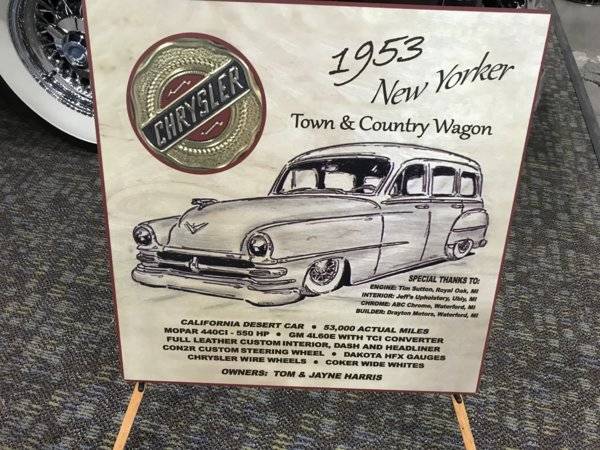 CHRYSLER
1953
New Yorker
Town & Country Wagon
SPECIAL THANKS TO:
ENGINE: Tim Sutton, Royal Oak, MI
INTERIOR: Jeff's Upholstery, Ubly, MI
CHROME: ABC Chrome, Waterford, MI
BUILDER: Drayton Motors, Waterford, MI
CALIFORNIA DESERT CAR • 53,000 ACTUAL MILES
MOPAR 440CI - 550 HP • GM 4L60E WITH TCI CONVERTER
FULL LEATHER CUSTOM INTERIOR, DASH AND HEADLINER
CON2R CUSTOM STEERING WHEEL • DAKOTA HFX GAUGES
CHRYSLER WIRE WHEELS • COKER WIDE WHITES
OWNERS: TOM & JAYNE HARRIS